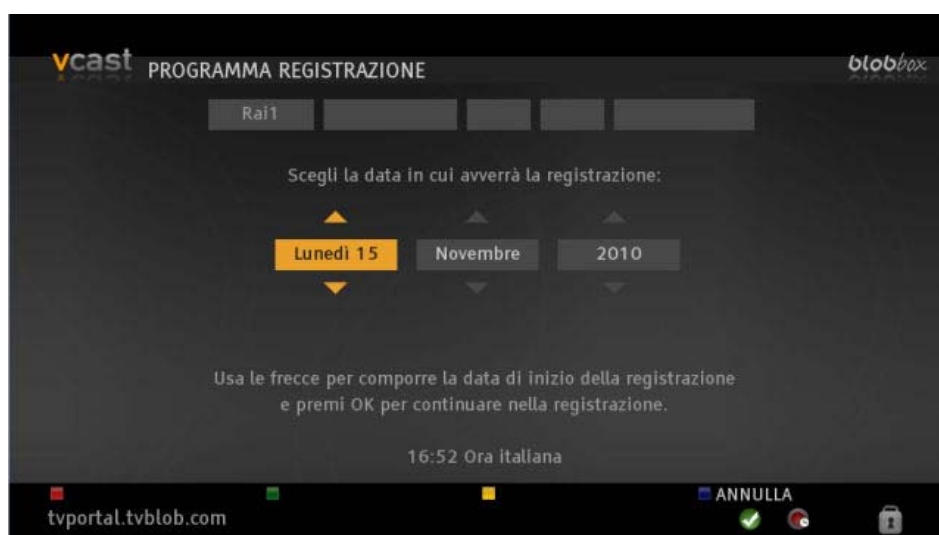 vcast PROGRAMMA REGISTRAZIONE blobbox
Rai1
Scegli la data in cui avverrà la registrazione:
Lunedì 15 Novembre 2010
Usa le frecce per comporre la data di inizio della registrazione
e premi OK per continuare nella registrazione.
16:52 Ora italiana
ANNULLA
tvportal.tvblob.com